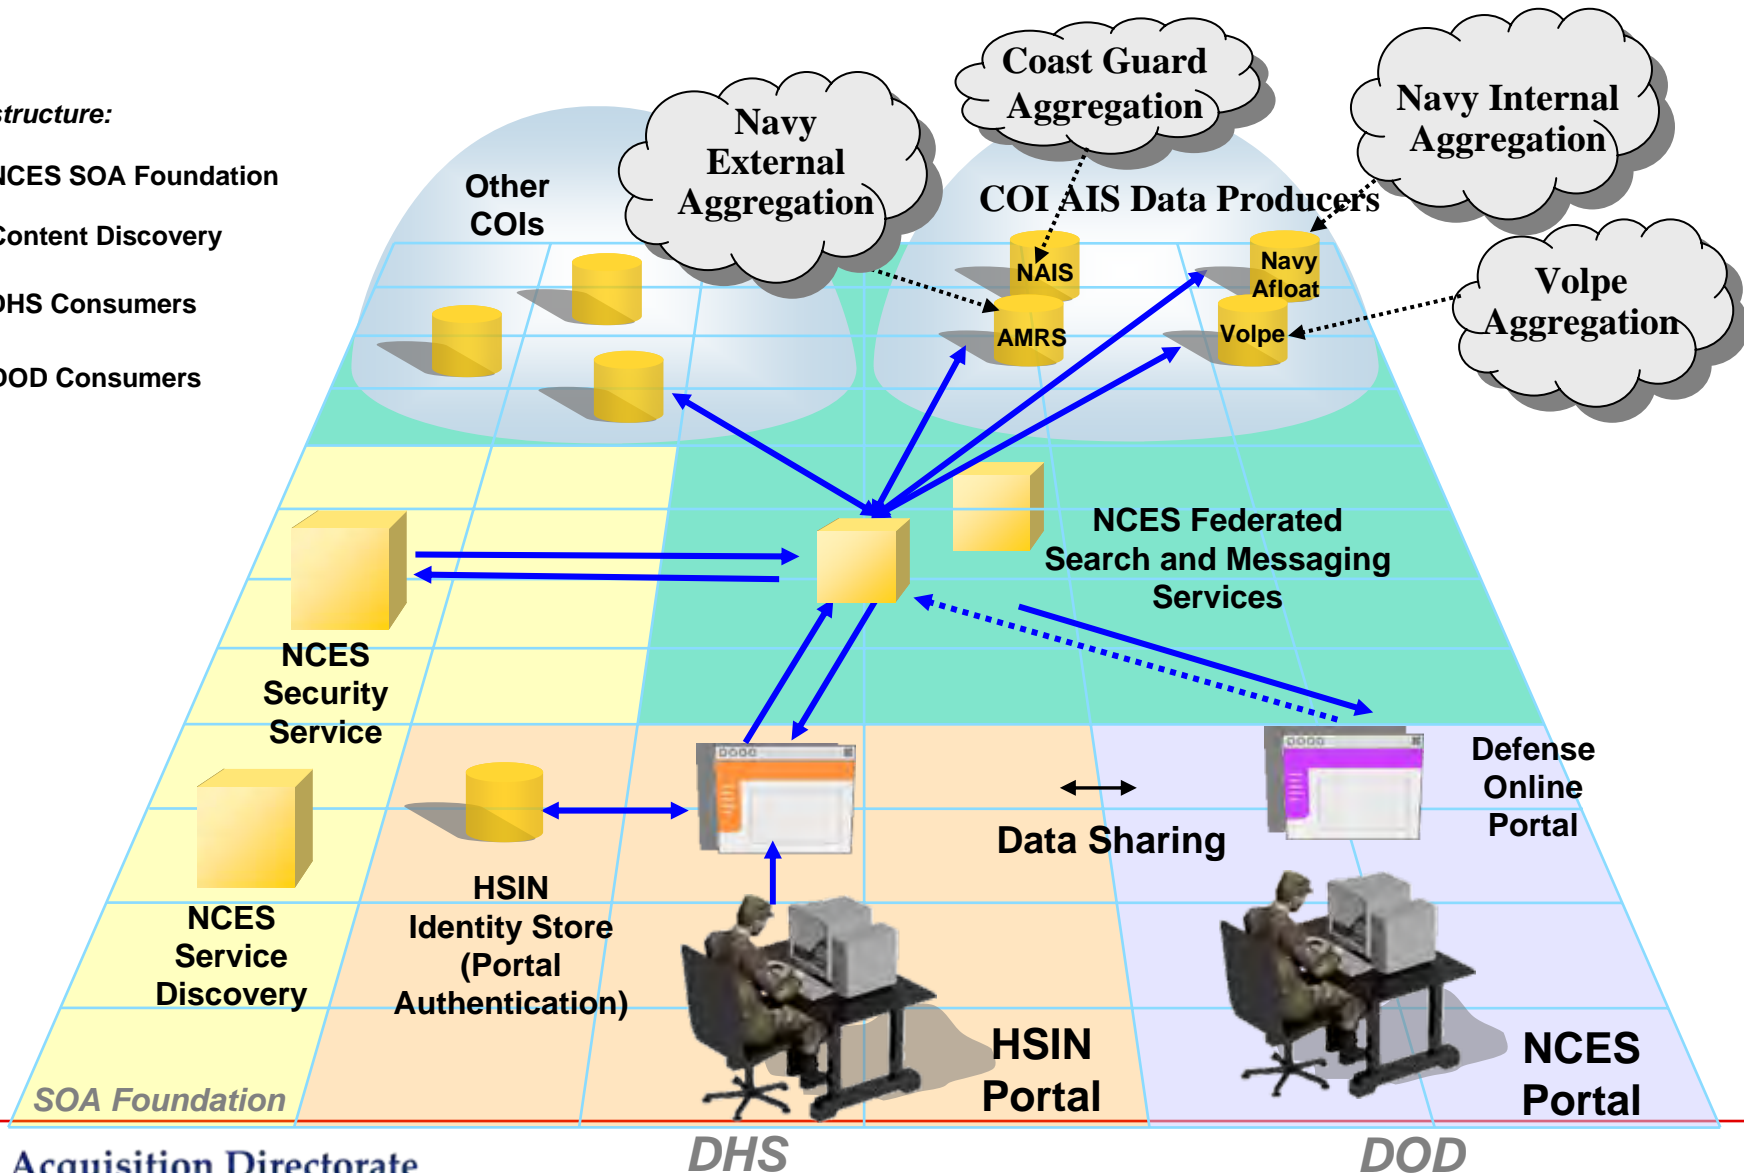 structure:
NCES SOA Foundation
Content Discovery
DHS Consumers
DOD Consumers
Other
COIs
Navy
External
Aggregation
Coast Guard
Aggregation
Navy Internal
Aggregation
Volpe
Aggregation
COI AIS Data Producers
NAIS
AMRS
Navy
Afloat
Volpe
NCES Federated
Search and Messaging
Services
NCES
Security
Service
NCES
Service
Discovery
HSIN
Identity Store
(Portal
Authentication)
Data Sharing
Defense
Online
Portal
HSIN
Portal
NCES
Portal
SOA Foundation
DHS
DOD
Acquisition Directorate